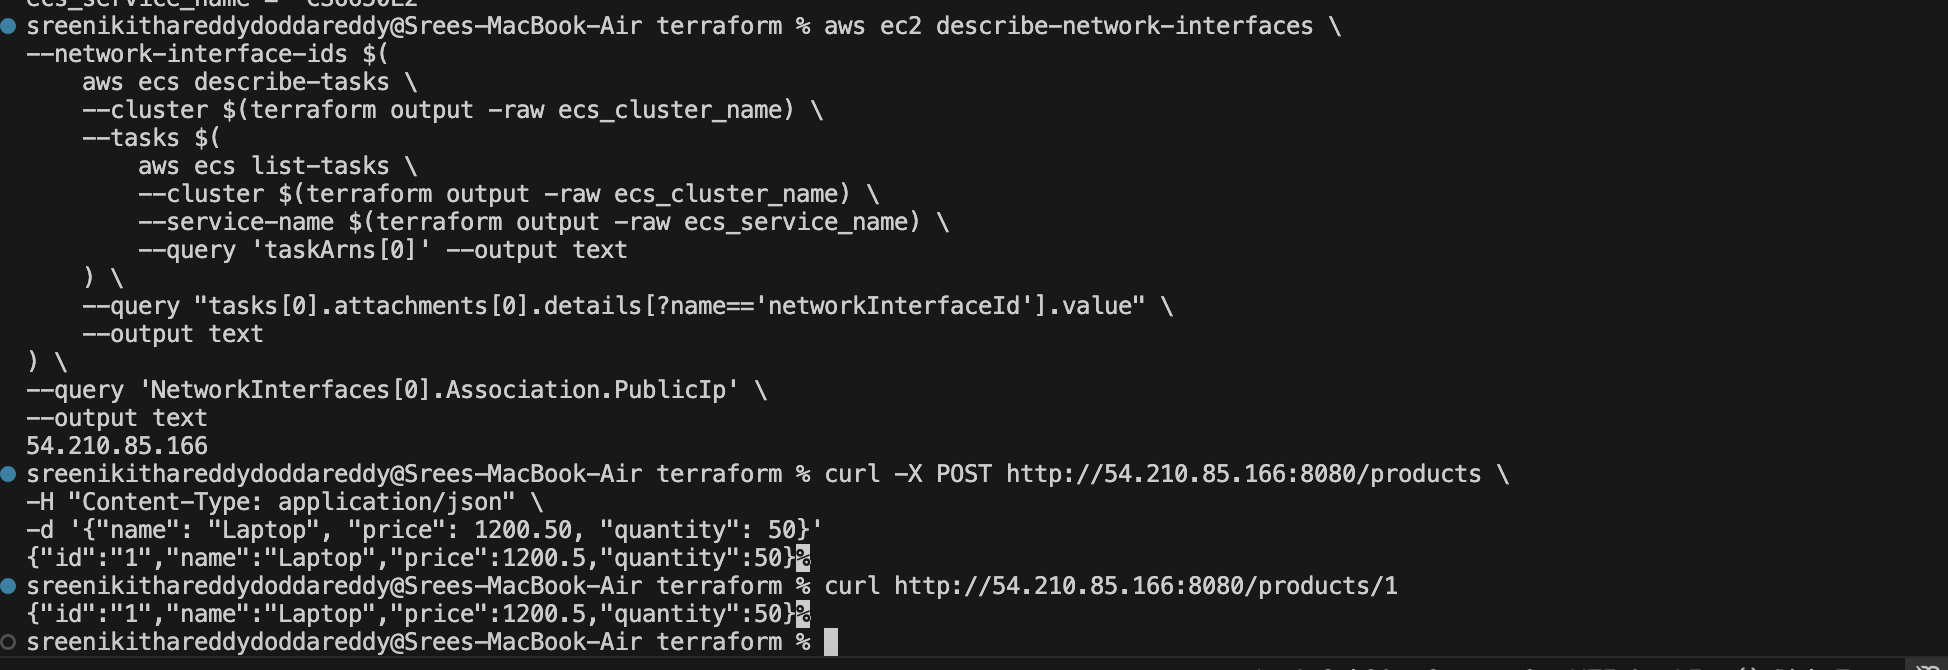 sreenikithareddydoddareddy@Srees-MacBook-Air terraform % aws ec2 describe-network-interfaces \
--network-interface-ids $(
    aws ecs describe-tasks \
    --cluster $(terraform output -raw ecs_cluster_name) \
    --tasks $(
        aws ecs list-tasks \
        --cluster $(terraform output -raw ecs_cluster_name) \
        --service-name $(terraform output -raw ecs_service_name) \
        --query 'taskArns[0]' --output text
    ) \
    --query "tasks[0].attachments[0].details[?name=='networkInterfaceId'].value" \
    --output text
) \
--query 'NetworkInterfaces[0].Association.PublicIp' \
--output text
54.210.85.166
sreenikithareddydoddareddy@Srees-MacBook-Air terraform % curl -X POST http://54.210.85.166:8080/products \
-H "Content-Type: application/json" \
-d '{"name": "Laptop", "price": 1200.50, "quantity": 50}'
{"id":"1","name":"Laptop","price":1200.5,"quantity":50}%
sreenikithareddydoddareddy@Srees-MacBook-Air terraform % curl http://54.210.85.166:8080/products/1
{"id":"1","name":"Laptop","price":1200.5,"quantity":50}%
sreenikithareddydoddareddy@Srees-MacBook-Air terraform %